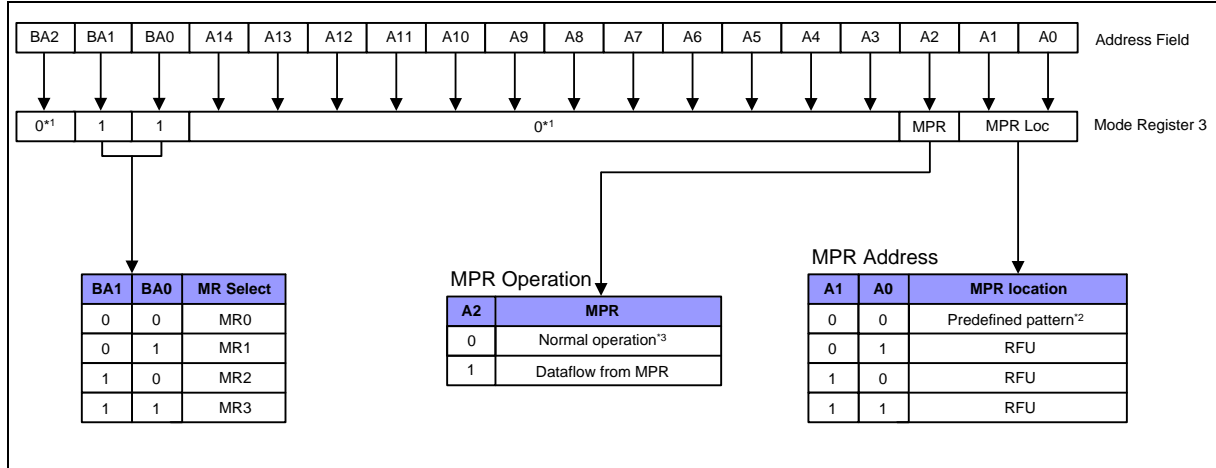 BA2 BA1 BA0 A14 A13 A12 A11 A10 A9 A8 A7 A6 A5 A4 A3 A2 A1 A0 Address Field
0*1 1 1 0*1 MPR MPR Loc Mode Register 3
MPR Operation
MPR Address
BA1 BA0 MR Select
0 0 MR0
0 1 MR1
1 0 MR2
1 1 MR3
A2 MPR
0 Normal operation*3
1 Dataflow from MPR
A1 A0 MPR location
0 0 Predefined pattern*2
0 1 RFU
1 0 RFU
1 1 RFU